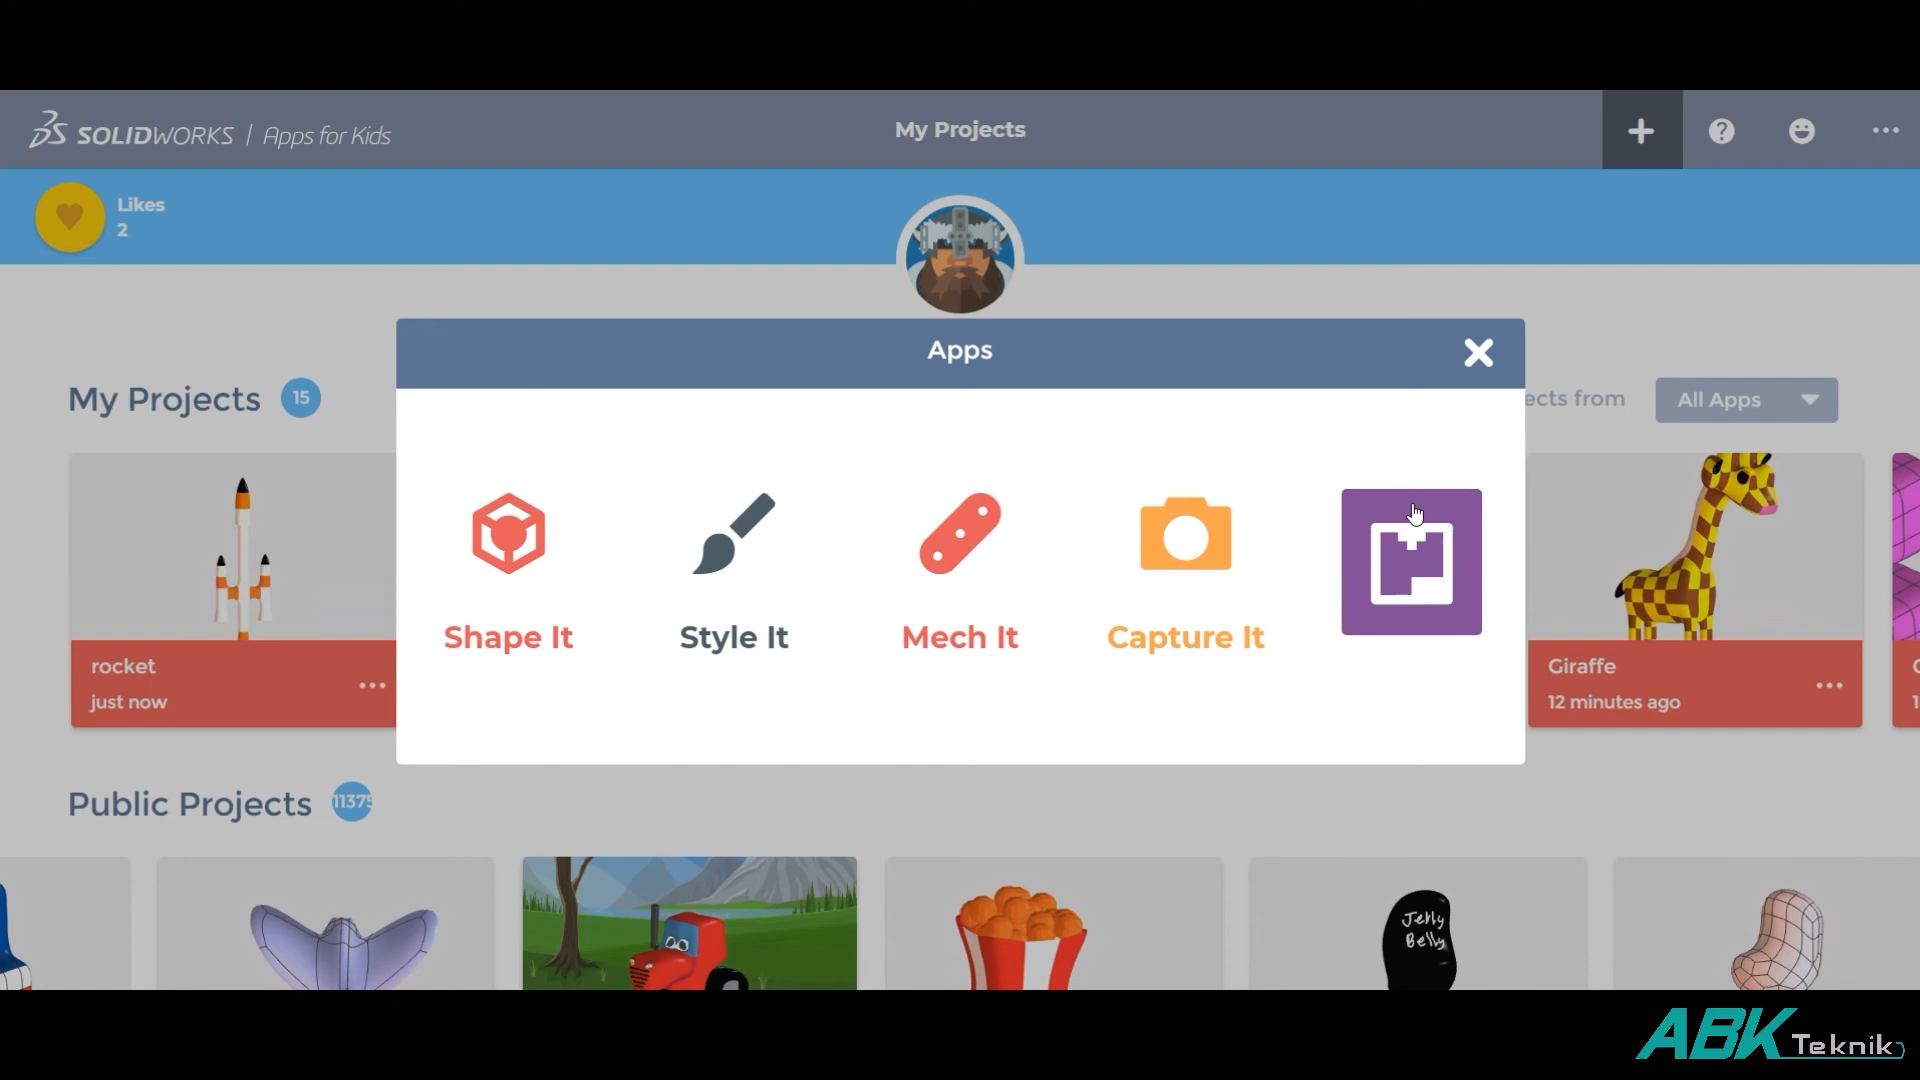 SOLIDWORKS | Apps for Kids
My Projects
Likes
2
Apps
My Projects 15
ects from
All Apps
Shape It
Style It
Mech It
Capture It
rocket
just now
Giraffe
12 minutes ago
Public Projects 11375
Jelly
Belly
ABK Teknik